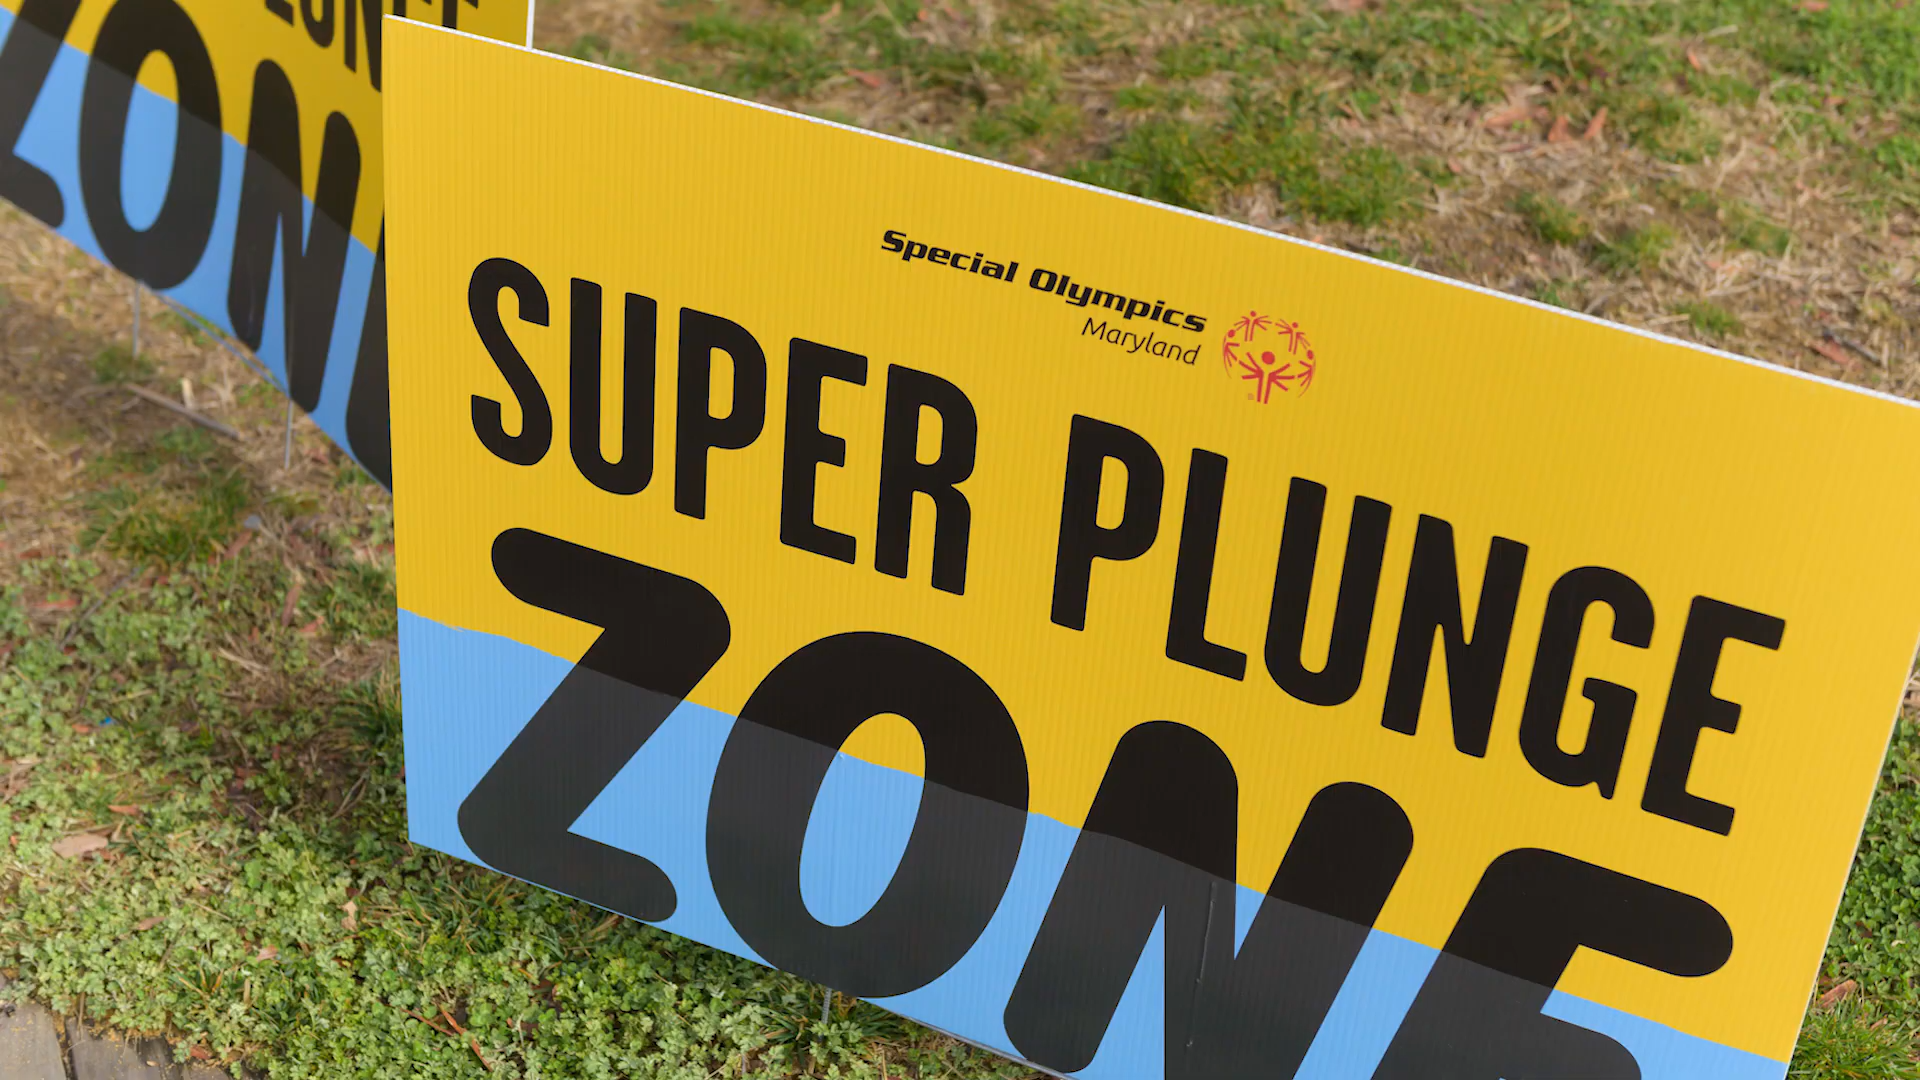 Special Olympics
Maryland
SUPER PLUNGE
ZONE
ZONE